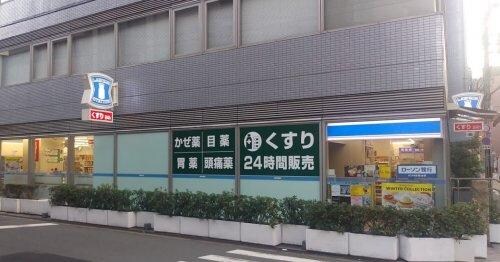 くすり
かぜ薬 目薬
胃薬 頭痛薬
くすり
24時間販売
くすり
ローソン銀行
WINTER COLLECTION